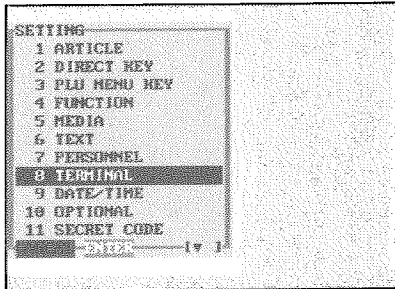 SETTING
1 ARTICLE
2 DIRECT KEY
3 PLU MENU KEY
4 FUNCTION
5 MEDIA
6 TEXT
7 PERSONNEL
8 TERMINAL
9 DATE/TIME
10 OPTIONAL
11 SECRET CODE
ENTER [▼ ]